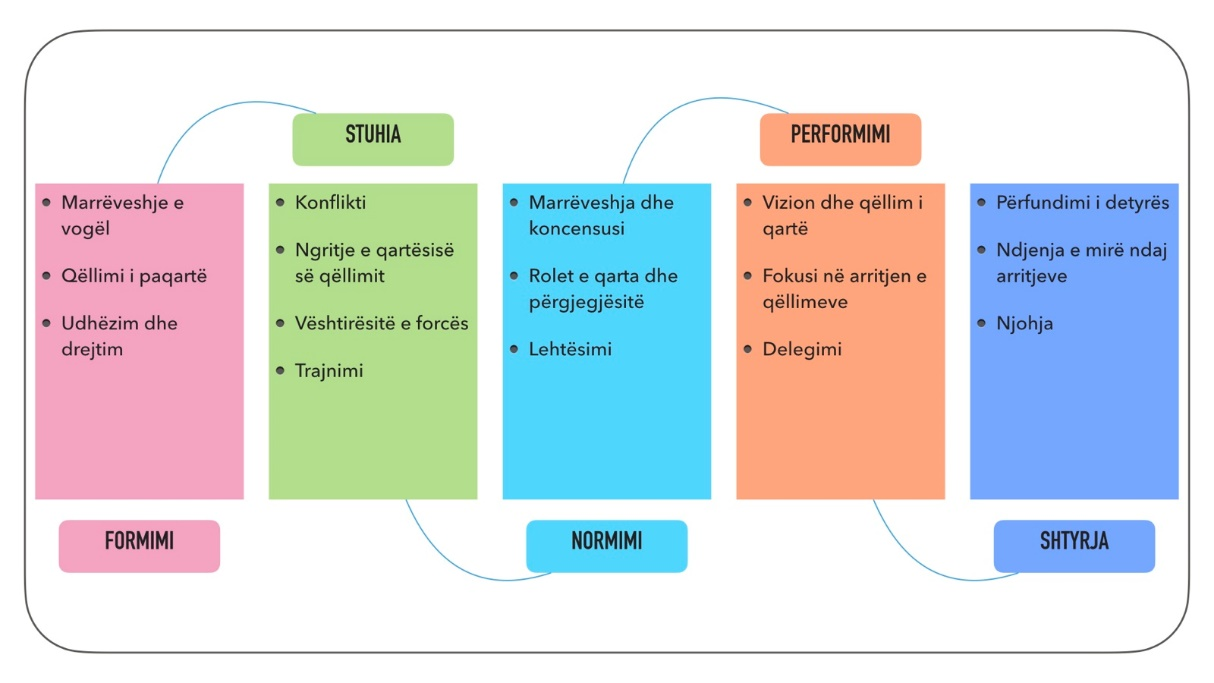 STUHIA
PERFORMIMI
• Marrëveshje e
vogël
• Qëllimi i paqartë
• Udhëzim dhe
drejtim
• Konflikti
• Ngritje e qartësisë
së qëllimit
• Vështirësitë e forcës
• Trajnimi
• Marrëveshja dhe
koncensusi
• Rolet e qarta dhe
përgjegjësitë
• Lehtësimi
• Vizion dhe qëllim i
qartë
• Fokusi në arritjen e
qëllimeve
• Delegimi
• Përfundimi i detyrës
• Ndjenja e mirë ndaj
arritjeve
• Njohja
FORMIMI
NORMIMI
SHTYRJA